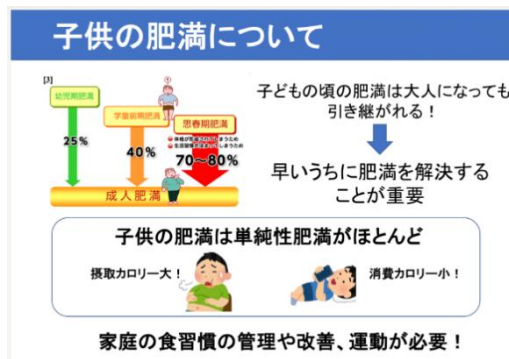 子供の肥満について
[3]
幼児期肥満
学童前期肥満
思春期肥満
25%
40%
70~80%
成人肥満
子どもの頃の肥満は大人になっても
引き継がれる！
早いうちに肥満を解決する
ことが重要
子供の肥満は単純性肥満がほとんど
摂取カロリー大！
消費カロリー小！
家庭の食習慣の管理や改善、運動が必要！